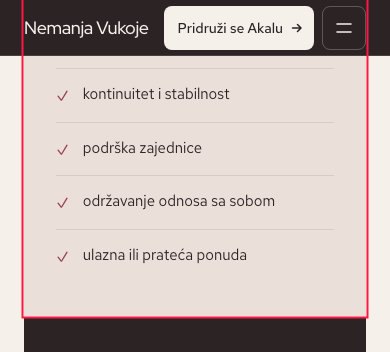 Nemanja Vukoje
Pridruži se Akalu →
kontinuitet i stabilnost
podrška zajednice
održavanje odnosa sa sobom
ulazna ili prateća ponuda